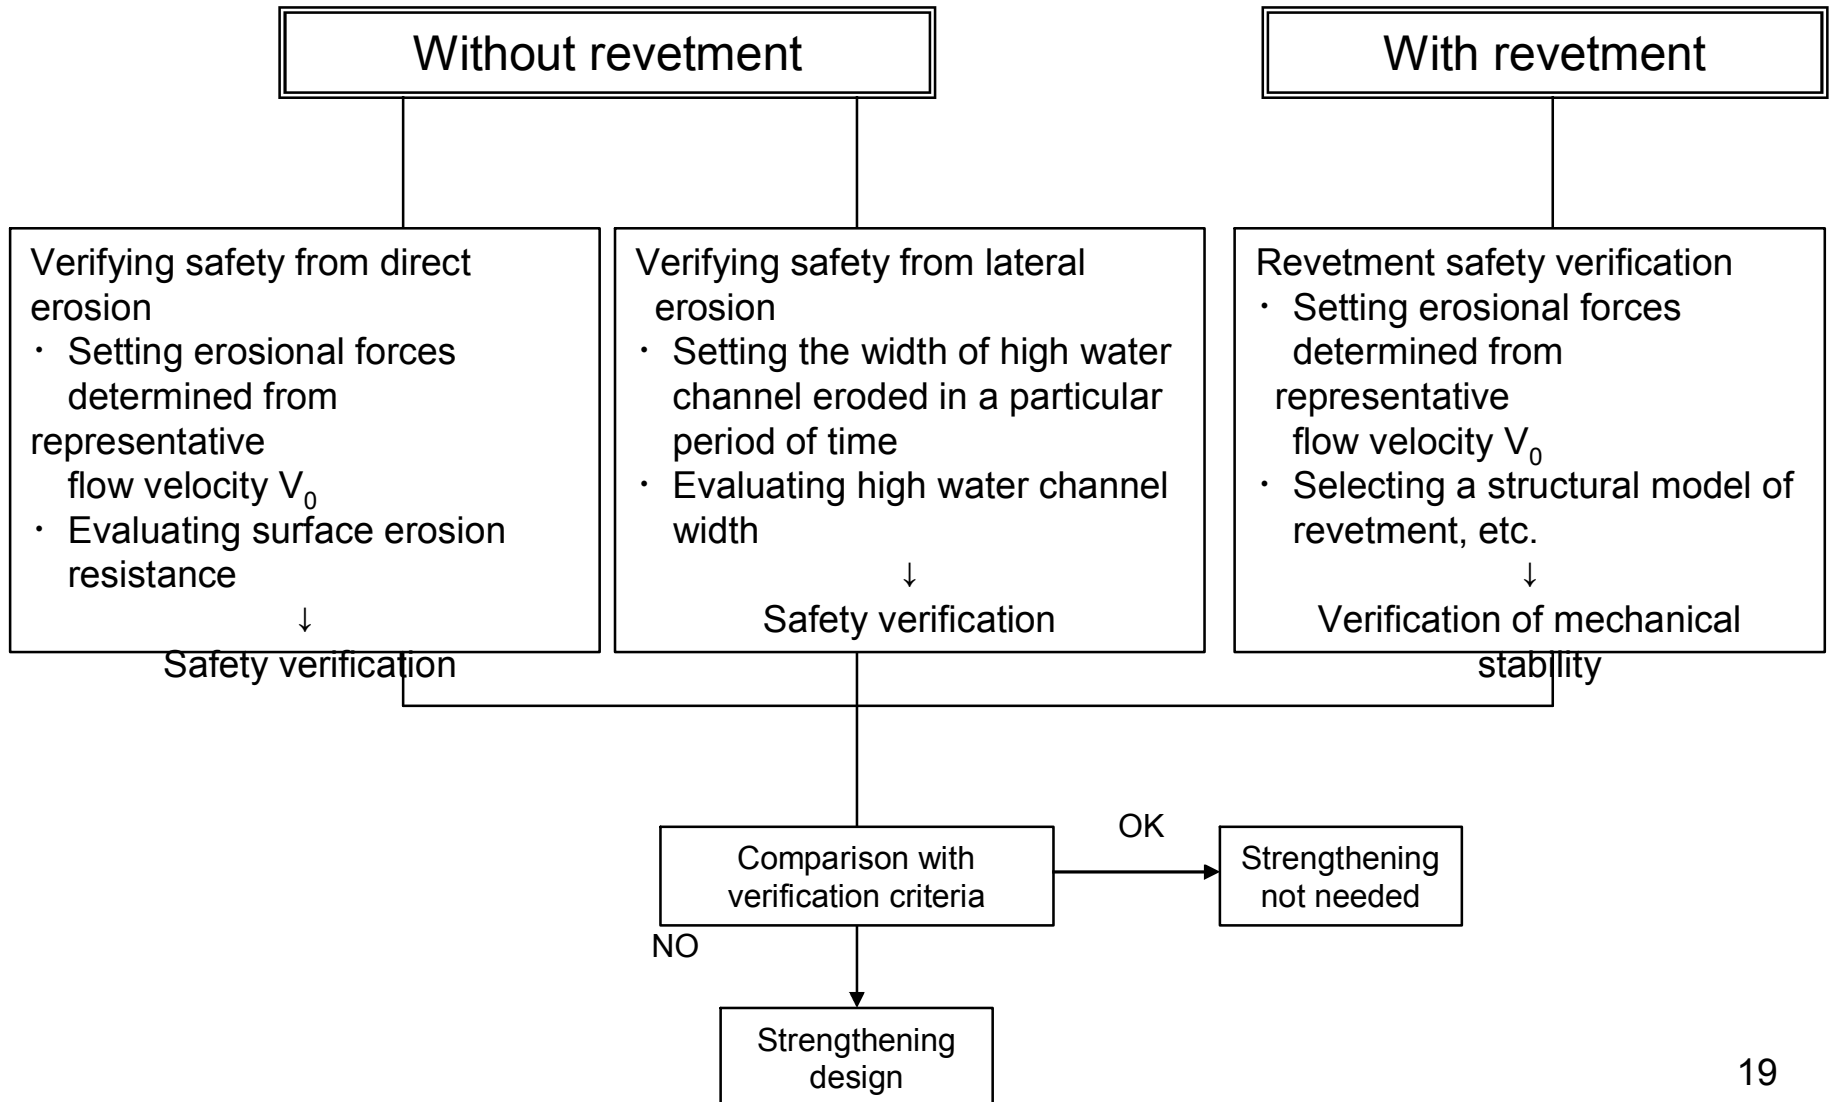 Without revetment
With revetment
Verifying safety from direct
erosion
・ Setting erosional forces
determined from
representative
flow velocity V₀
・ Evaluating surface erosion
resistance
↓
Safety verification
Verifying safety from lateral
erosion
・ Setting the width of high water
channel eroded in a particular
period of time
・ Evaluating high water channel
width
↓
Safety verification
Revetment safety verification
・ Setting erosional forces
determined from
representative
flow velocity V₀
・ Selecting a structural model of
revetment, etc.
↓
Verification of mechanical
stability
Comparison with
verification criteria
OK
Strengthening
not needed
NO
Strengthening
design
19